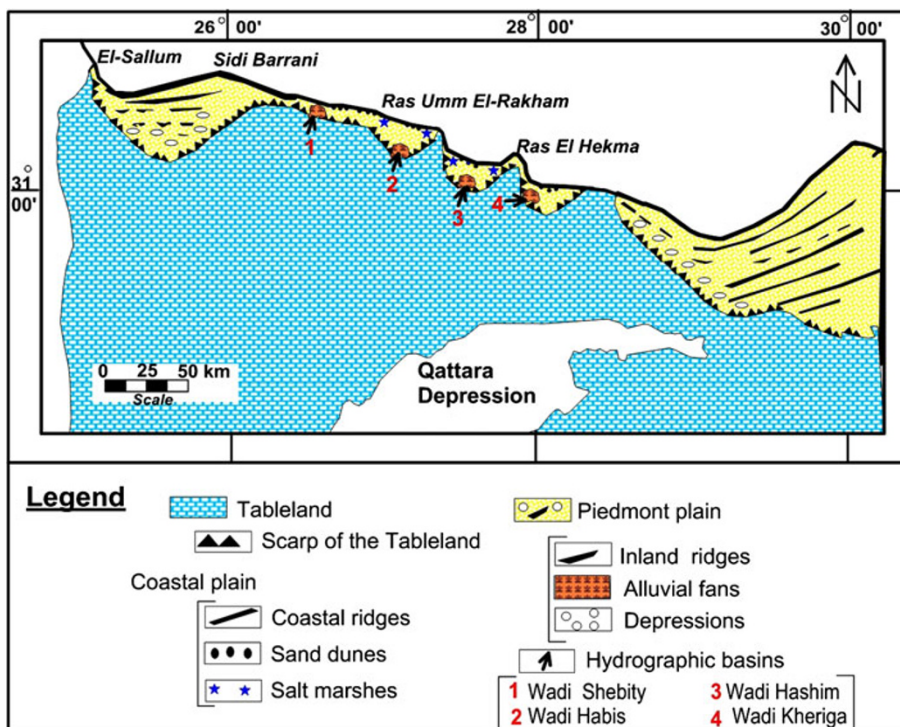 26° 00' 28° 00' 30° 00'
El-Sallum Sidi Barrani
N
Ras Umm El-Rakham
1
Ras El Hekma
2
31°
00'
3 4
0 25 50 km
Scale
Qattara
Depression
Legend
Tableland
Scarp of the Tableland
Coastal plain
Coastal ridges
Sand dunes
Salt marshes
Piedmont plain
Inland ridges
Alluvial fans
Depressions
Hydrographic basins
1 Wadi Shebity 3 Wadi Hashim
2 Wadi Habis 4 Wadi Kheriga